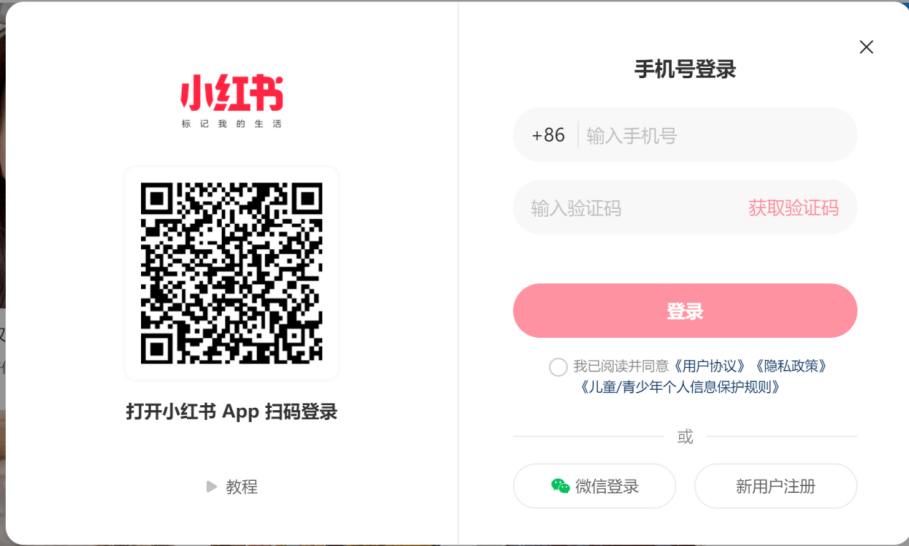 小红书
标记我的生活
打开小红书 App 扫码登录
教程
手机号登录
+86 输入手机号
输入验证码 获取验证码
登录
我已阅读并同意《用户协议》《隐私政策》
《儿童/青少年个人信息保护规则》
或
微信登录 新用户注册